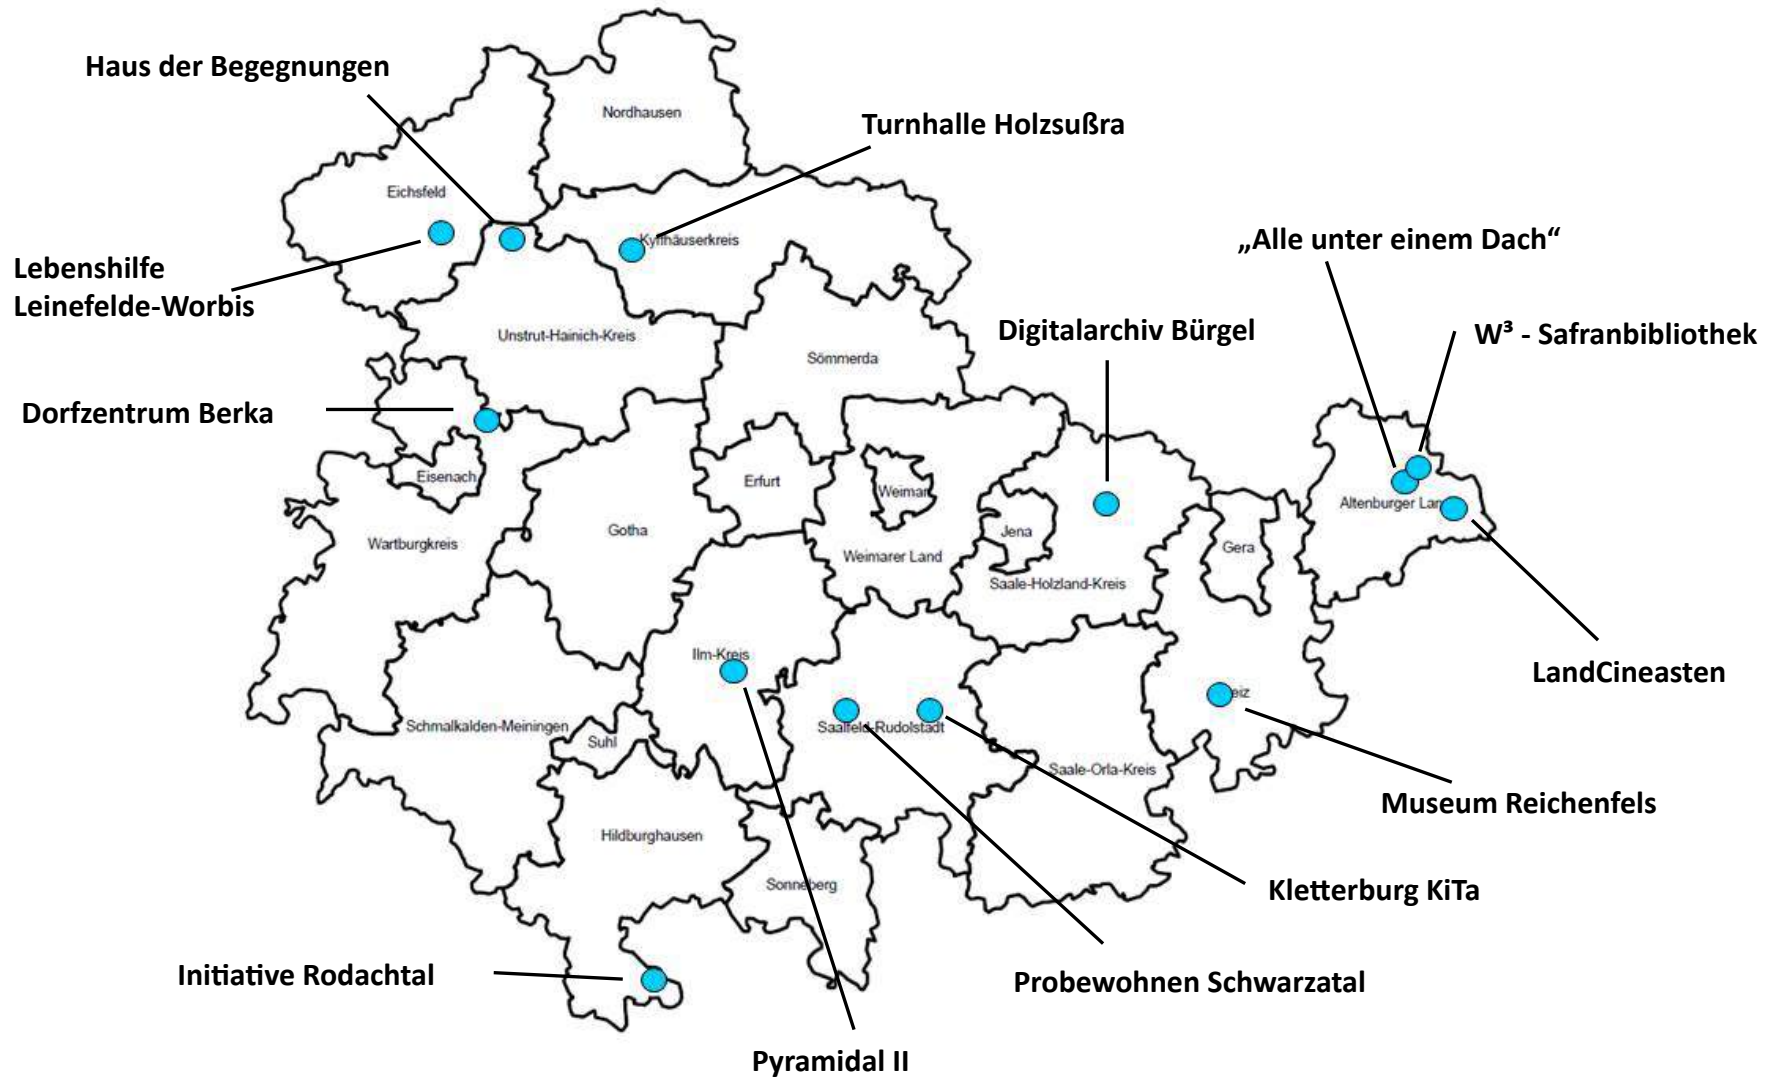 Haus der Begegnungen
Nordhausen
Turnhalle Holzsußra
Eichsfeld
Kyffhäuserkreis
„Alle unter einem Dach“
Lebenshilfe
Leinefelde-Worbis
Unstrut-Hainich-Kreis
Digitalarchiv Bürgel
W³ - Safranbibliothek
Sömmerda
Dorfzentrum Berka
Eisenach
Erfurt
Weimar
Altenburger Lan
Gotha
Jena
Wartburgkreis
Gera
Weimarer Land
Saale-Holzland-Kreis
Ilm-Kreis
LandCineasten
eiz
Schmalkalden-Meiningen
Saalfeld-Rudolstadt
Suhl
Saale-Orla-Kreis
Museum Reichenfels
Hildburghausen
Sonneberg
Kletterburg KiTa
Initiative Rodachtal
Probewohnen Schwarzatal
Pyramidal II